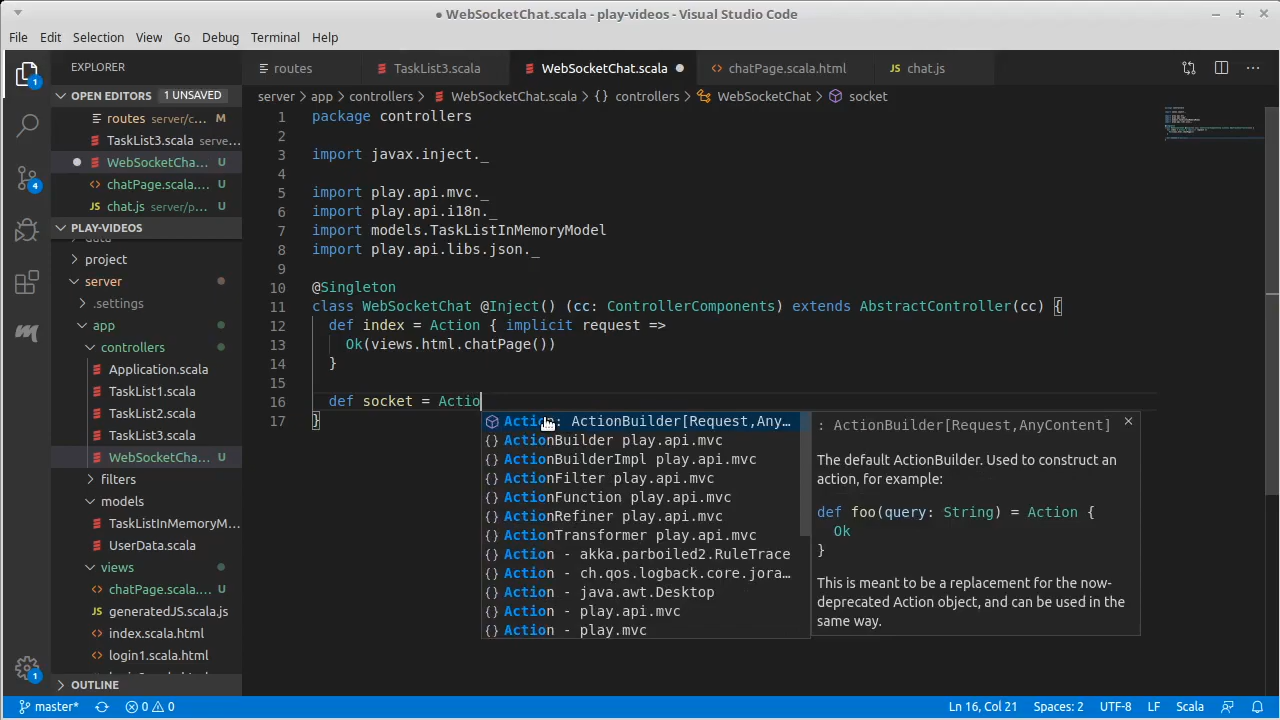 ● WebSocketChat.scala - play-videos - Visual Studio Code
File Edit Selection View Go Debug Terminal Help
EXPLORER
OPEN EDITORS 1 UNSAVED
routes server/c... M
TaskList3.scala serve...
WebSocketCha... U
chatPage.scala.... U
chat.js server/p... U
PLAY-VIDEOS
data
project
server
.settings
app
controllers
Application.scala
TaskList1.scala
TaskList2.scala
TaskList3.scala
WebSocketCha... U
filters
models
TaskListInMemoryM...
UserData.scala
views
chatPage.scala.... U
generatedJS.scala.js
index.scala.html
login1.scala.html
OUTLINE
1
4
1
routes TaskList3.scala WebSocketChat.scala ● chatPage.scala.html chat.js
server > app > controllers > WebSocketChat.scala > {} controllers > WebSocketChat > socket
1 package controllers
2
3 import javax.inject._
4
5 import play.api.mvc._
6 import play.api.i18n._
7 import models.TaskListInMemoryModel
8 import play.api.libs.json._
9
10 @Singleton
11 class WebSocketChat @Inject() (cc: ControllerComponents) extends AbstractController(cc) {
12 def index = Action { implicit request =>
13 Ok(views.html.chatPage())
14 }
15
16 def socket = Actio
17 }
Action: ActionBuilder[Request,Any...
{} ActionBuilder play.api.mvc
{} ActionBuilderImpl play.api.mvc
{} ActionFilter play.api.mvc
{} ActionFunction play.api.mvc
{} ActionRefiner play.api.mvc
{} ActionTransformer play.api.mvc
{} Action - akka.parboiled2.RuleTrace
{} Action - ch.qos.logback.core.jora...
{} Action - java.awt.Desktop
{} Action - play.api.mvc
{} Action - play.mvc
: ActionBuilder[Request,AnyContent]
The default ActionBuilder. Used to construct an
action, for example:
def foo(query: String) = Action {
Ok
}
This is meant to be a replacement for the now-
deprecated Action object, and can be used in the
same way.
master* 0 0 Ln 16, Col 21 Spaces: 2 UTF-8 LF Scala